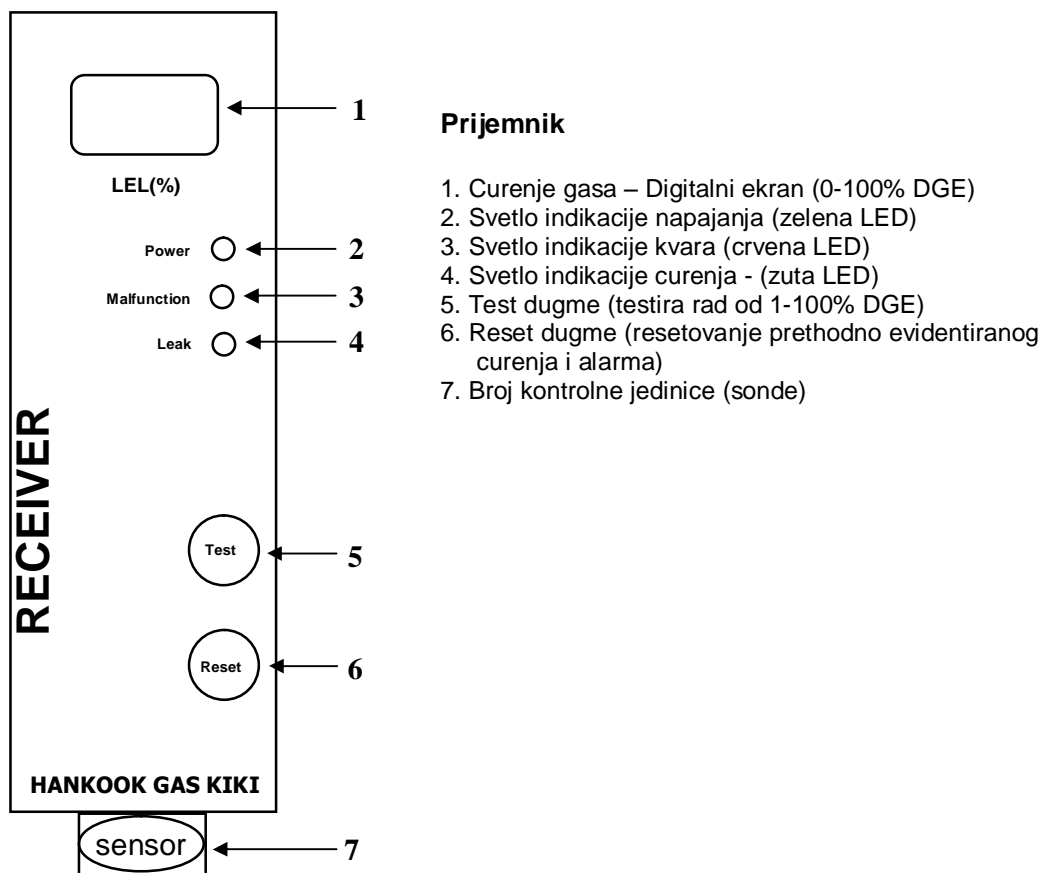 1
LEL(%)
Power
2
Malfunction
3
Leak
4
RECEIVER
Test
5
Reset
6
HANKOOK GAS KIKI
sensor
7
Prijemnik
1. Curenje gasa – Digitalni ekran (0-100% DGE)
2. Svetlo indikacije napajanja (zelena LED)
3. Svetlo indikacije kvara (crvena LED)
4. Svetlo indikacije curenja - (zuta LED)
5. Test dugme (testira rad od 1-100% DGE)
6. Reset dugme (resetovanje prethodno evidentiranog
curenja i alarma)
7. Broj kontrolne jedinice (sonde)